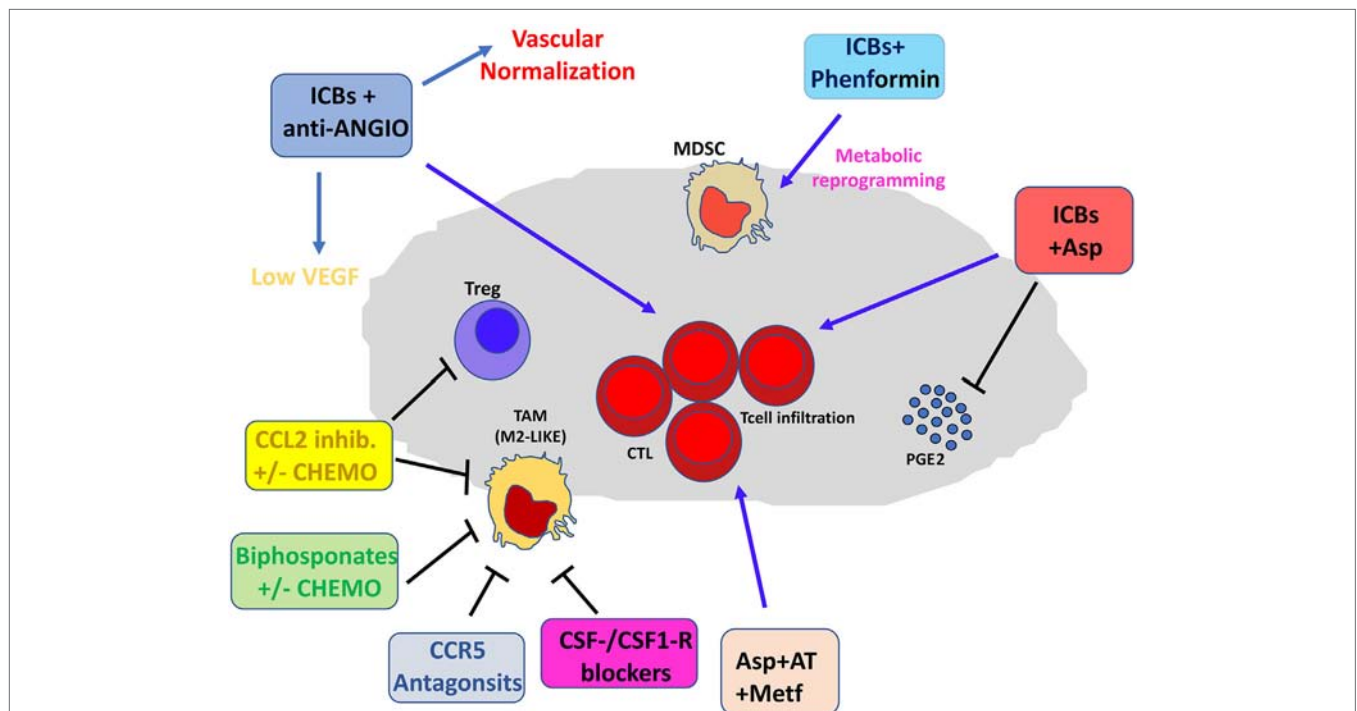 Vascular
Normalization
ICBs +
anti-ANGIO
ICBs+
Phenformin
MDSC
Metabolic
reprogramming
ICBs
+Asp
Low VEGF
Treg
TAM
(M2-LIKE)
CTL
Tcell infiltration
PGE2
CCL2 inhib.
+/- CHEMO
Biphosponates
+/- CHEMO
CCR5
Antagonsits
CSF-/CSF1-R
blockers
Asp+AT
+Metf